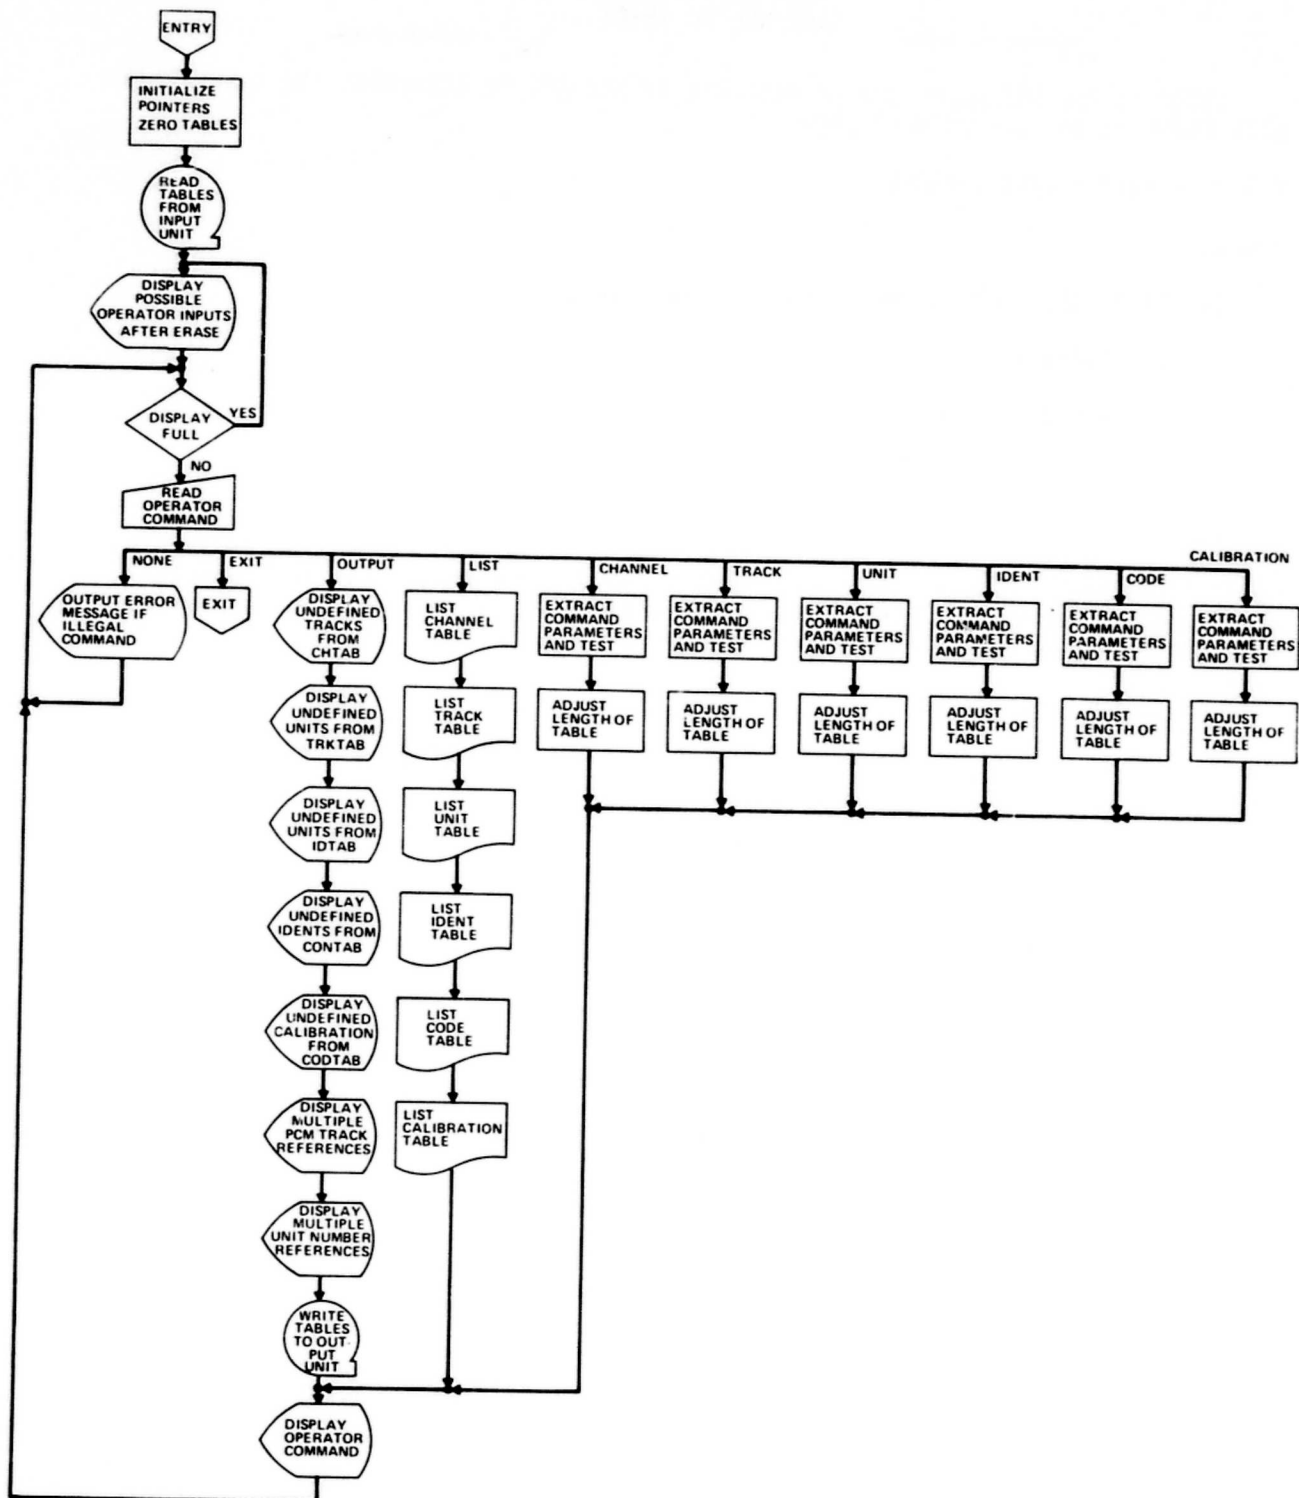 ENTRY
INITIALIZE
POINTERS
ZERO TABLES
READ
TABLES
FROM
INPUT
UNIT
DISPLAY
POSSIBLE
OPERATOR INPUTS
AFTER ERASE
DISPLAY
FULL
YES
NO
READ
OPERATOR
COMMAND
NONE
OUTPUT ERROR
MESSAGE IF
ILLEGAL
COMMAND
EXIT
EXIT
OUTPUT
DISPLAY
UNDEFINED
TRACKS
FROM
CHTAB
DISPLAY
UNDEFINED
UNITS FROM
TRKTAB
DISPLAY
UNDEFINED
UNITS FROM
IDTAB
DISPLAY
UNDEFINED
IDENTS FROM
CONTAB
DISPLAY
UNDEFINED
CALIBRATION
FROM
CODTAB
DISPLAY
MULTIPLE
PCM TRACK
REFERENCES
DISPLAY
MULTIPLE
UNIT NUMBER
REFERENCES
WRITE
TABLES
TO OUT-
PUT
UNIT
DISPLAY
OPERATOR
COMMAND
LIST
LIST
CHANNEL
TABLE
LIST
TRACK
TABLE
LIST
UNIT
TABLE
LIST
IDENT
TABLE
LIST
CODE
TABLE
LIST
CALIBRATION
TABLE
CHANNEL
EXTRACT
COMMAND
PARAMETERS
AND TEST
ADJUST
LENGTH OF
TABLE
TRACK
EXTRACT
COMMAND
PARAMETERS
AND TEST
ADJUST
LENGTH OF
TABLE
UNIT
EXTRACT
COMMAND
PARAMETERS
AND TEST
ADJUST
LENGTH OF
TABLE
IDENT
EXTRACT
COMMAND
PARAMETERS
AND TEST
ADJUST
LENGTH OF
TABLE
CODE
EXTRACT
COMMAND
PARAMETERS
AND TEST
ADJUST
LENGTH OF
TABLE
CALIBRATION
EXTRACT
COMMAND
PARAMETERS
AND TEST
ADJUST
LENGTH OF
TABLE